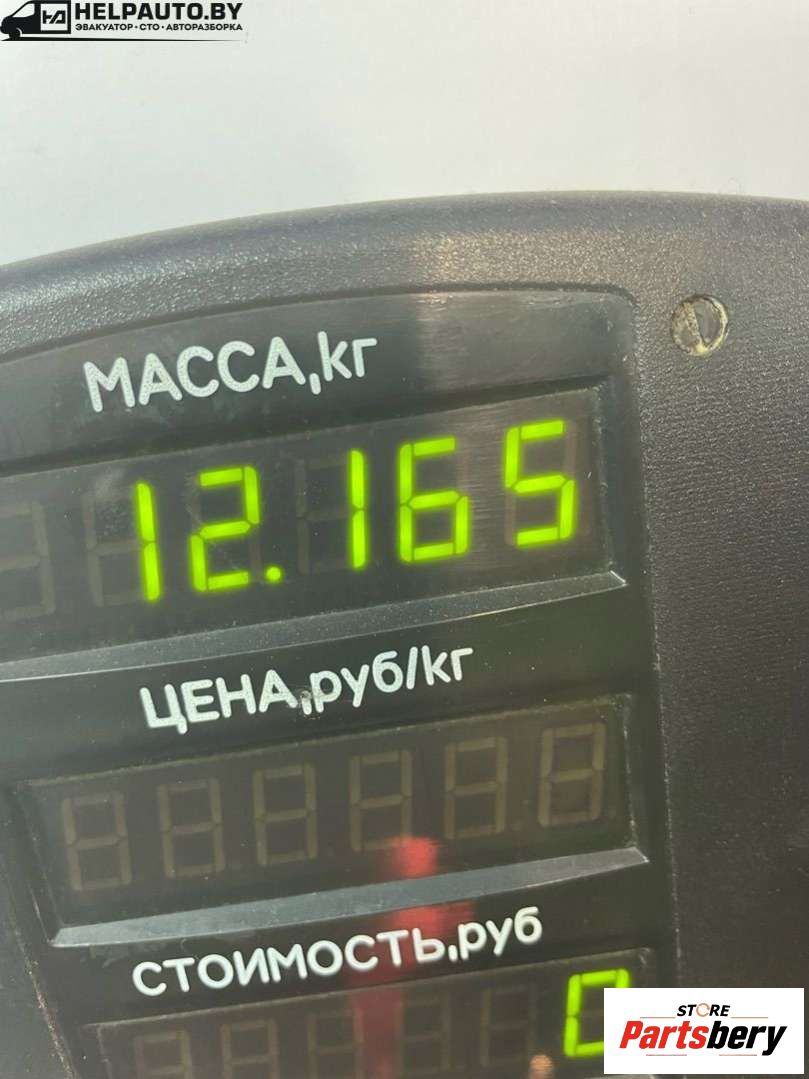 HELPAUTO.BY
ЭВАКУАТОР • СТО • АВТОРАЗБОРКА
МАССА,кг
12.165
ЦЕНА,руб/кг
СТОИМОСТЬ,руб
0
STORE
Partsbery